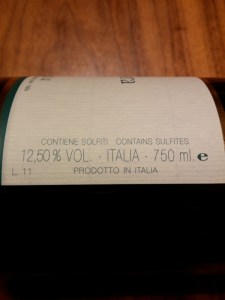 CONTIENE SOLFITI CONTAINS SULFITES
12,50% VOL. - ITALIA - 750 ml. e
L. 11 PRODOTTO IN ITALIA